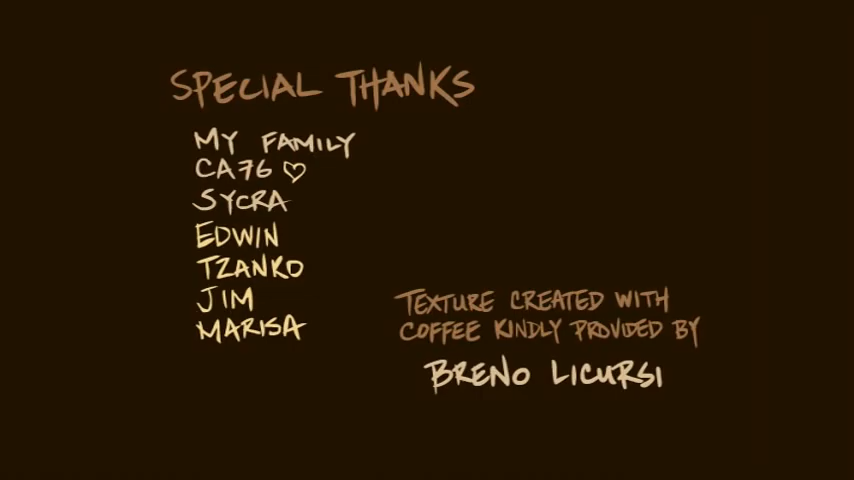 SPECIAL THANKS
MY FAMILY
CA76 ♡
SYCRA
EDWIN
TZANKO
JIM
MARISA
TEXTURE CREATED WITH
COFFEE KINDLY PROVIDED BY
BRENO LICURSI